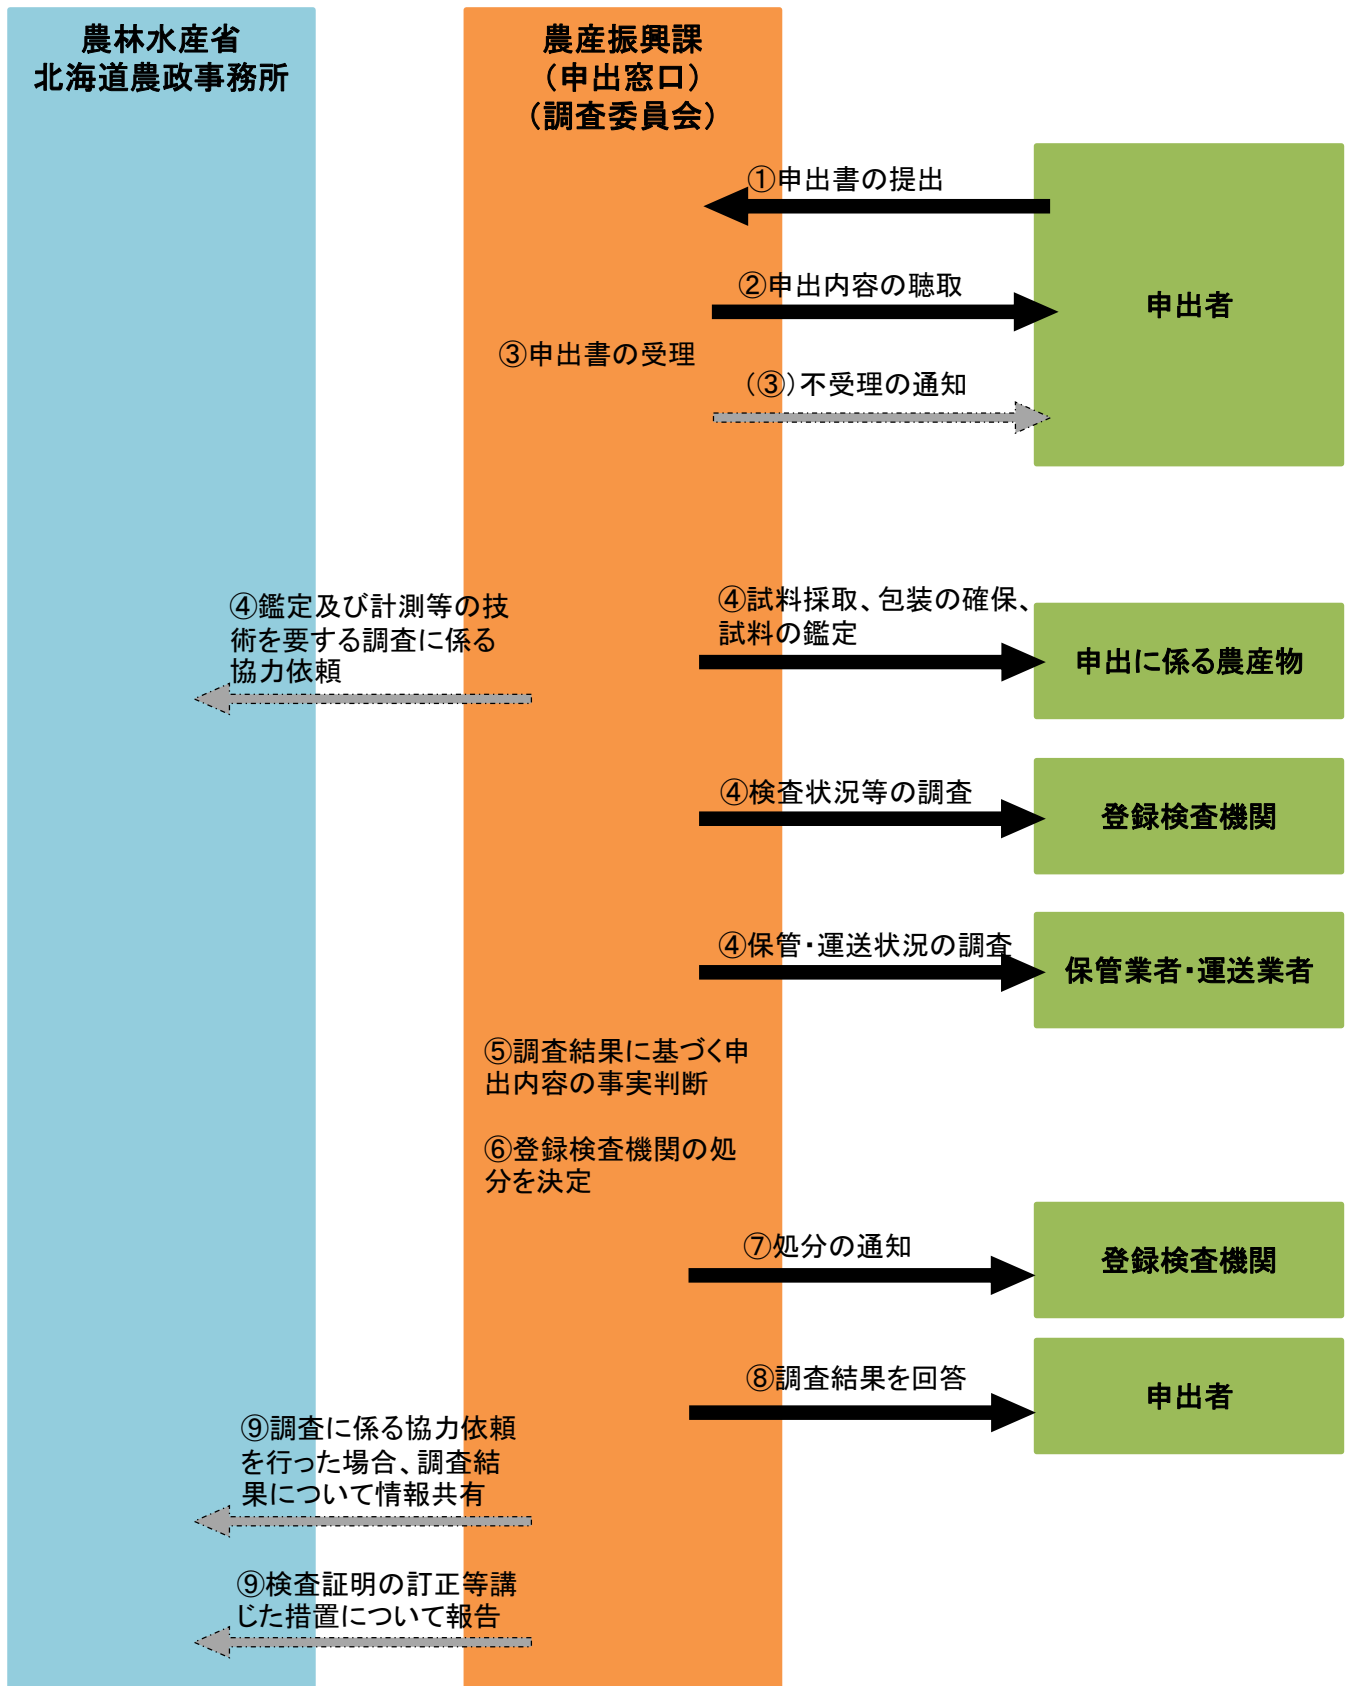 農林水産省
北海道農政事務所
農産振興課
（申出窓口）
（調査委員会）
①申出書の提出
②申出内容の聴取
申出者
③申出書の受理
（③）不受理の通知
④鑑定及び計測等の技
術を要する調査に係る
協力依頼
④試料採取、包装の確保、
試料の鑑定
申出に係る農産物
④検査状況等の調査
登録検査機関
④保管・運送状況の調査
保管業者・運送業者
⑤調査結果に基づく申
出内容の事実判断
⑥登録検査機関の処
分を決定
⑦処分の通知
登録検査機関
⑧調査結果を回答
申出者
⑨調査に係る協力依頼
を行った場合、調査結
果について情報共有
⑨検査証明の訂正等講
じた措置について報告